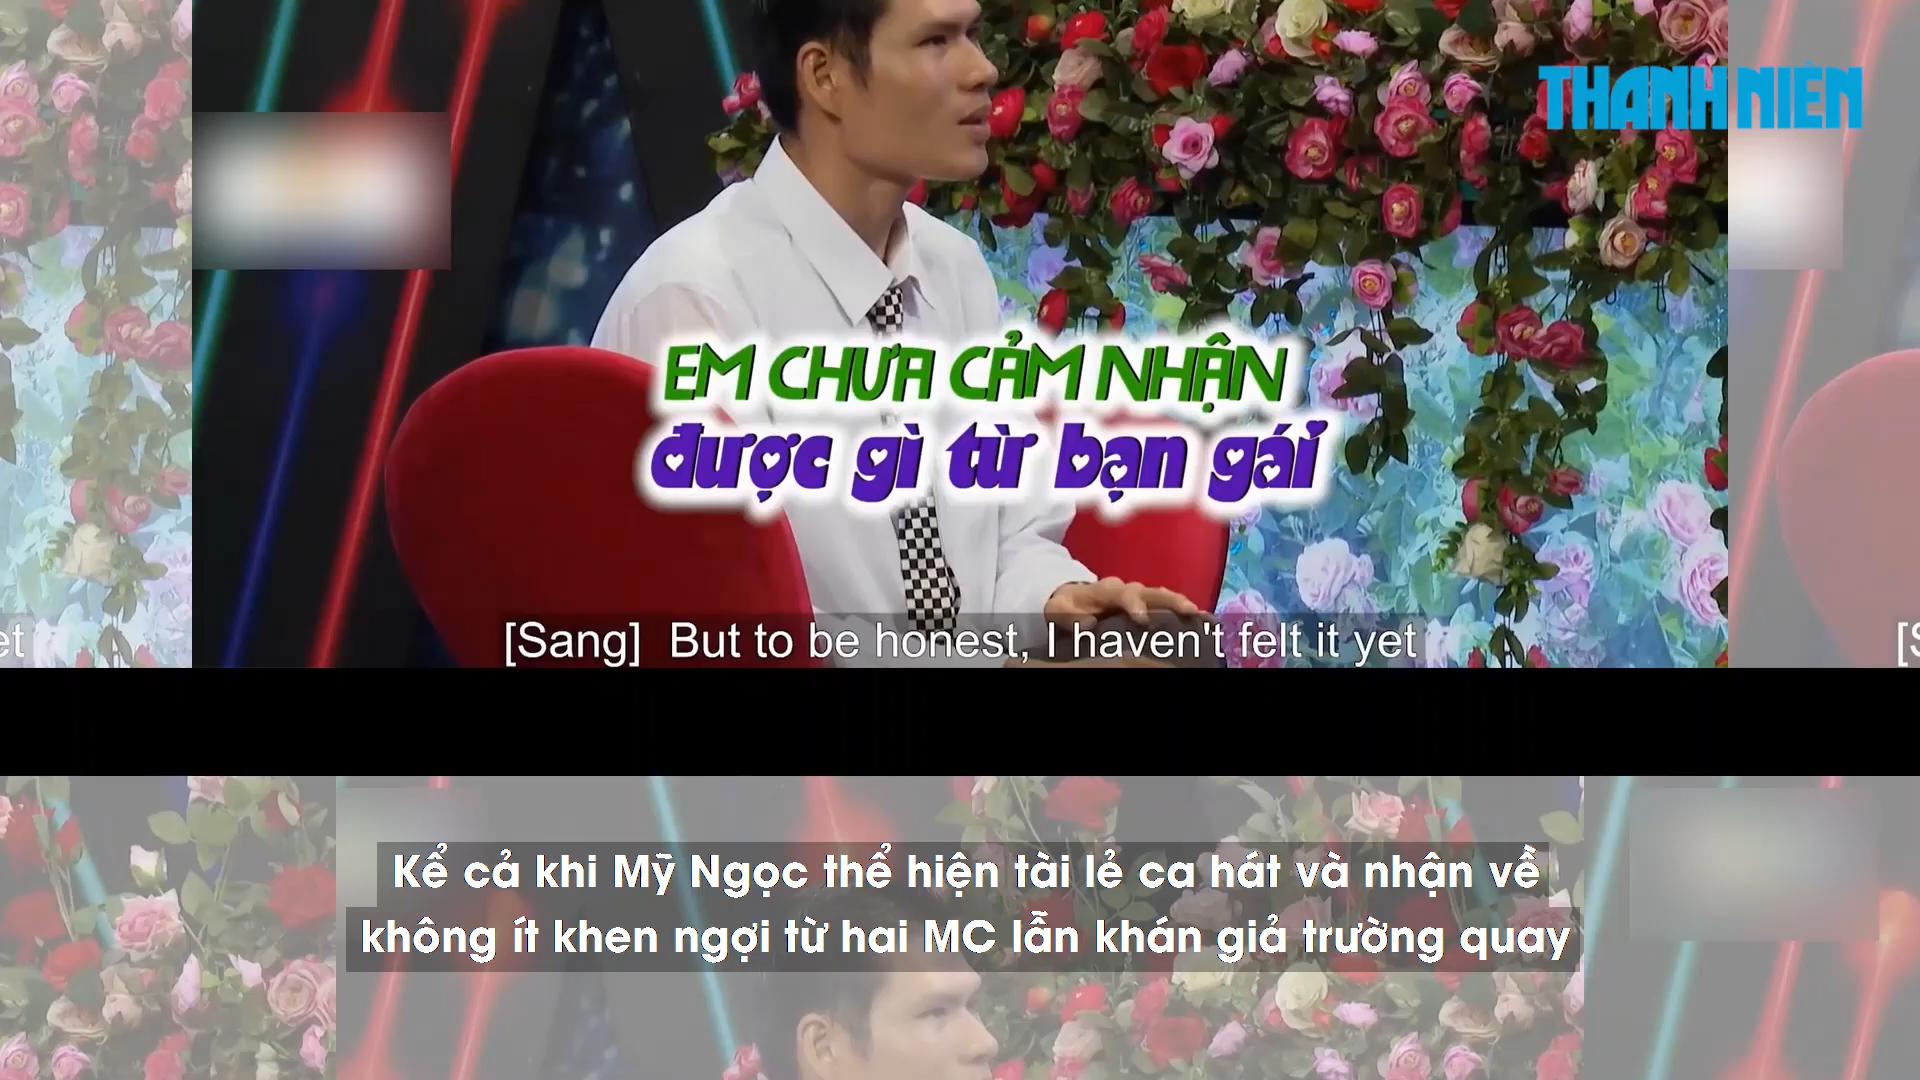 THANH NIÊN
EM CHƯA CẢM NHẬN
được gì từ bạn gái
et
[Sang] But to be honest, I haven't felt it yet
[S
Kể cả khi Mỹ Ngọc thể hiện tài lẻ ca hát và nhận về
không ít khen ngợi từ hai MC lẫn khán giả trường quay